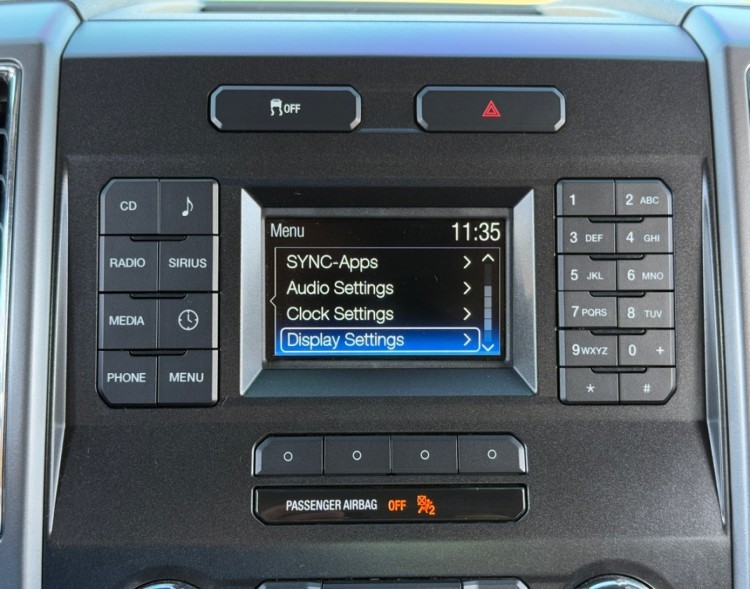 OFF
Menu 11:35
SYNC-Apps >
Audio Settings >
Clock Settings >
Display Settings >
CD
RADIO SIRIUS
MEDIA
PHONE MENU
1 2 ABC
3 DEF 4 GHI
5 JKL 6 MNO
7 PQRS 8 TUV
9 WXYZ 0 +
* #
PASSENGER AIRBAG OFF 2